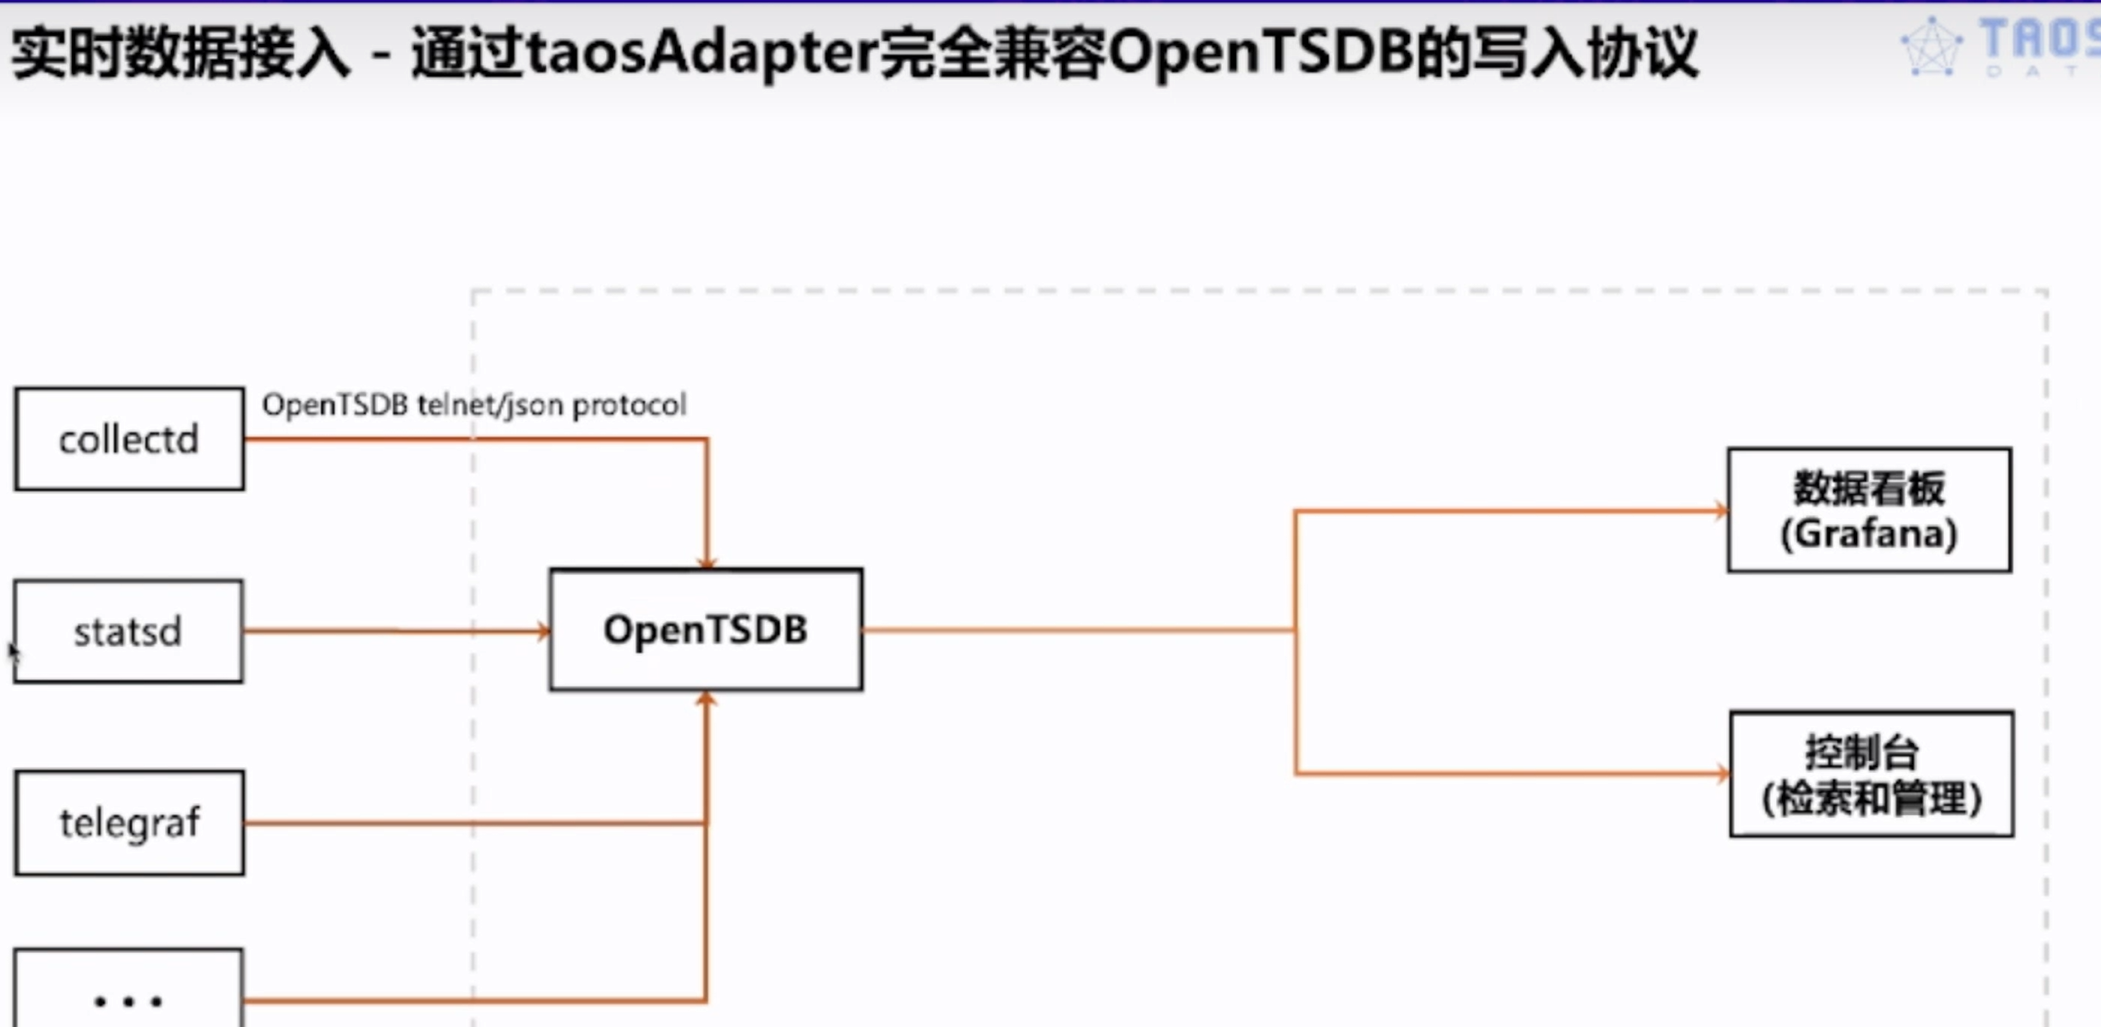 实时数据接入 - 通过taosAdapter完全兼容OpenTSDB的写入协议
TAOS
D A T
collectd
OpenTSDB telnet/json protocol
statsd
telegraf
•••
OpenTSDB
数据看板
(Grafana)
控制台
(检索和管理)